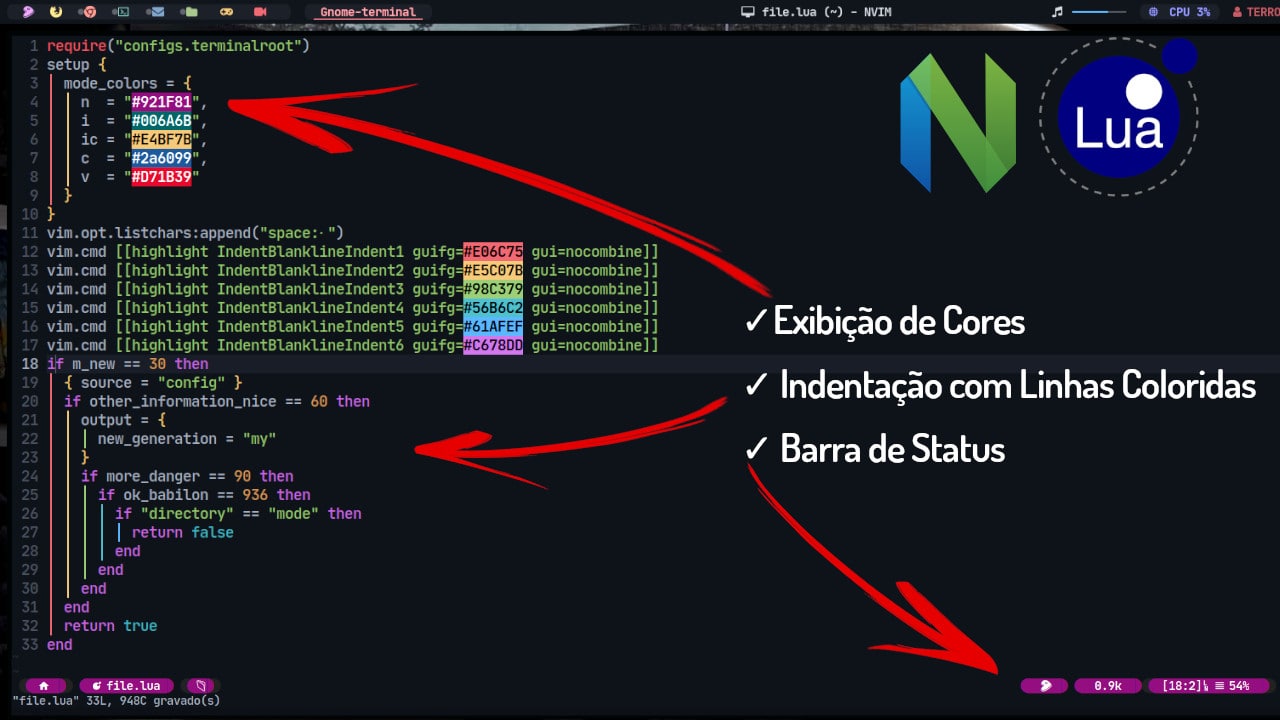 Gnome-terminal
file.lua (~) - NVIM
CPU 3%
TERRO
1 require("configs.terminalroot")
2 setup {
3 mode_colors = {
4 n = "#921F81",
5 i = "#006A6B",
6 ic = "#E4BF7B",
7 c = "#2a6099",
8 v = "#D71B39"
9 }
10 }
11 vim.opt.listchars:append("space:· ")
12 vim.cmd [[highlight IndentBlanklineIndent1 guifg=#E06C75 gui=nocombine]]
13 vim.cmd [[highlight IndentBlanklineIndent2 guifg=#E5C07B gui=nocombine]]
14 vim.cmd [[highlight IndentBlanklineIndent3 guifg=#98C379 gui=nocombine]]
15 vim.cmd [[highlight IndentBlanklineIndent4 guifg=#56B6C2 gui=nocombine]]
16 vim.cmd [[highlight IndentBlanklineIndent5 guifg=#61AFEF gui=nocombine]]
17 vim.cmd [[highlight IndentBlanklineIndent6 guifg=#C678DD gui=nocombine]]
18 if m_new == 30 then
19 { source = "config" }
20 if other_information_nice == 60 then
21 output = {
22 new_generation = "my"
23 }
24 if more_danger == 90 then
25 if ok_babilon == 936 then
26 if "directory" == "mode" then
27 return false
28 end
29 end
30 end
31 end
32 return true
33 end
Lua
✓Exibição de Cores
✓ Indentação com Linhas Coloridas
✓ Barra de Status
file.lua
0.9k
[18:2] 54%
"file.lua" 33L, 948C gravado(s)